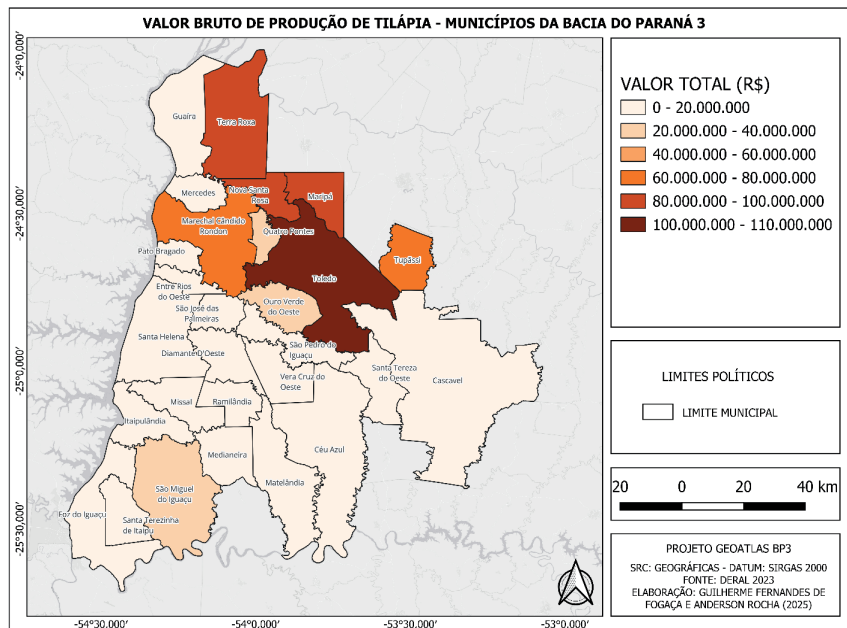 VALOR BRUTO DE PRODUÇÃO DE TILÁPIA - MUNICÍPIOS DA BACIA DO PARANÁ 3
24°0,000'
-24°30,000'
-25°0,000'
-25°30,000'
Guaíra
Terra Roxa
Mercedes
Nova Santa
Rosa
Maripá
Marechal Cândido
Rondon
Quatro Pontes
Pato Bragado
Toledo
Tupãssi
Entre Rios
do Oeste
Ouro Verde
do Oeste
São José das
Palmeiras
Santa Helena
São Pedro de
Iguaçu
Diamante D'Oeste
Santa Tereza
do Oeste
Cascavel
Vera Cruz do
Oeste
Missal
Ramilândia
Itaipulândia
Céu Azul
Medianeira
Matelândia
São Miguel
do Iguaçu
Foz do Iguaçu
Santa Terezinha
de Itaipu
-54°30.000'
-54°0.000'
-53°30.000'
-53°0.000'
VALOR TOTAL (R$)
0 - 20.000.000
20.000.000 - 40.000.000
40.000.000 - 60.000.000
60.000.000 - 80.000.000
80.000.000 - 100.000.000
100.000.000 - 110.000.000
LIMITES POLÍTICOS
LIMITE MUNICIPAL
20 0 20 40 km
PROJETO GEOATLAS BP3
SRC: GEOGRÁFICAS - DATUM: SIRGAS 2000
FONTE: DERAL 2023
ELABORAÇÃO: GUILHERME FERNANDES DE
FOGAÇA E ANDERSON ROCHA (2025)